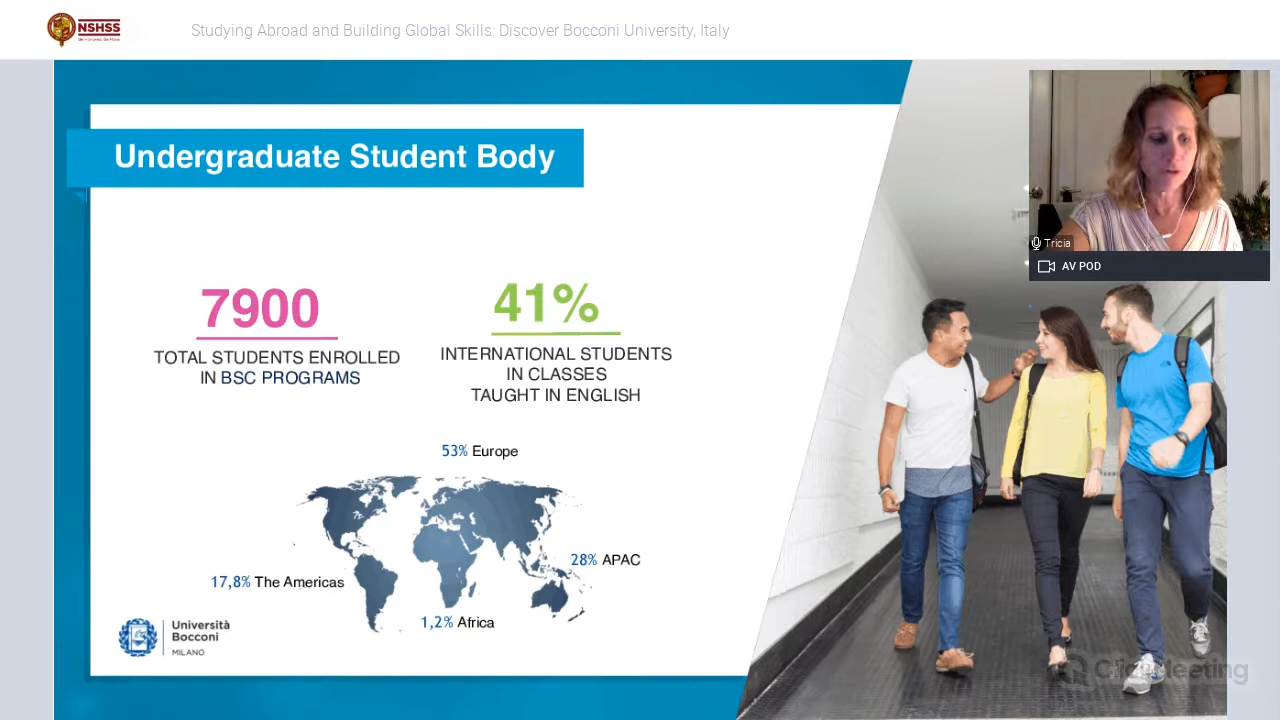 NSHSS
Studying Abroad and Building Global Skills: Discover Bocconi University, Italy
Undergraduate Student Body
Tricia
AV POD
7900
TOTAL STUDENTS ENROLLED
IN BSC PROGRAMS
41%
INTERNATIONAL STUDENTS
IN CLASSES
TAUGHT IN ENGLISH
53% Europe
28% APAC
17,8% The Americas
1,2% Africa
Università
Bocconi
MILANO
ClickMeeting